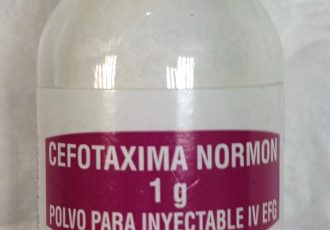 CEFOTAXIMA NORMON
1 g
POLVO PARA INYECTABLE IV EFG